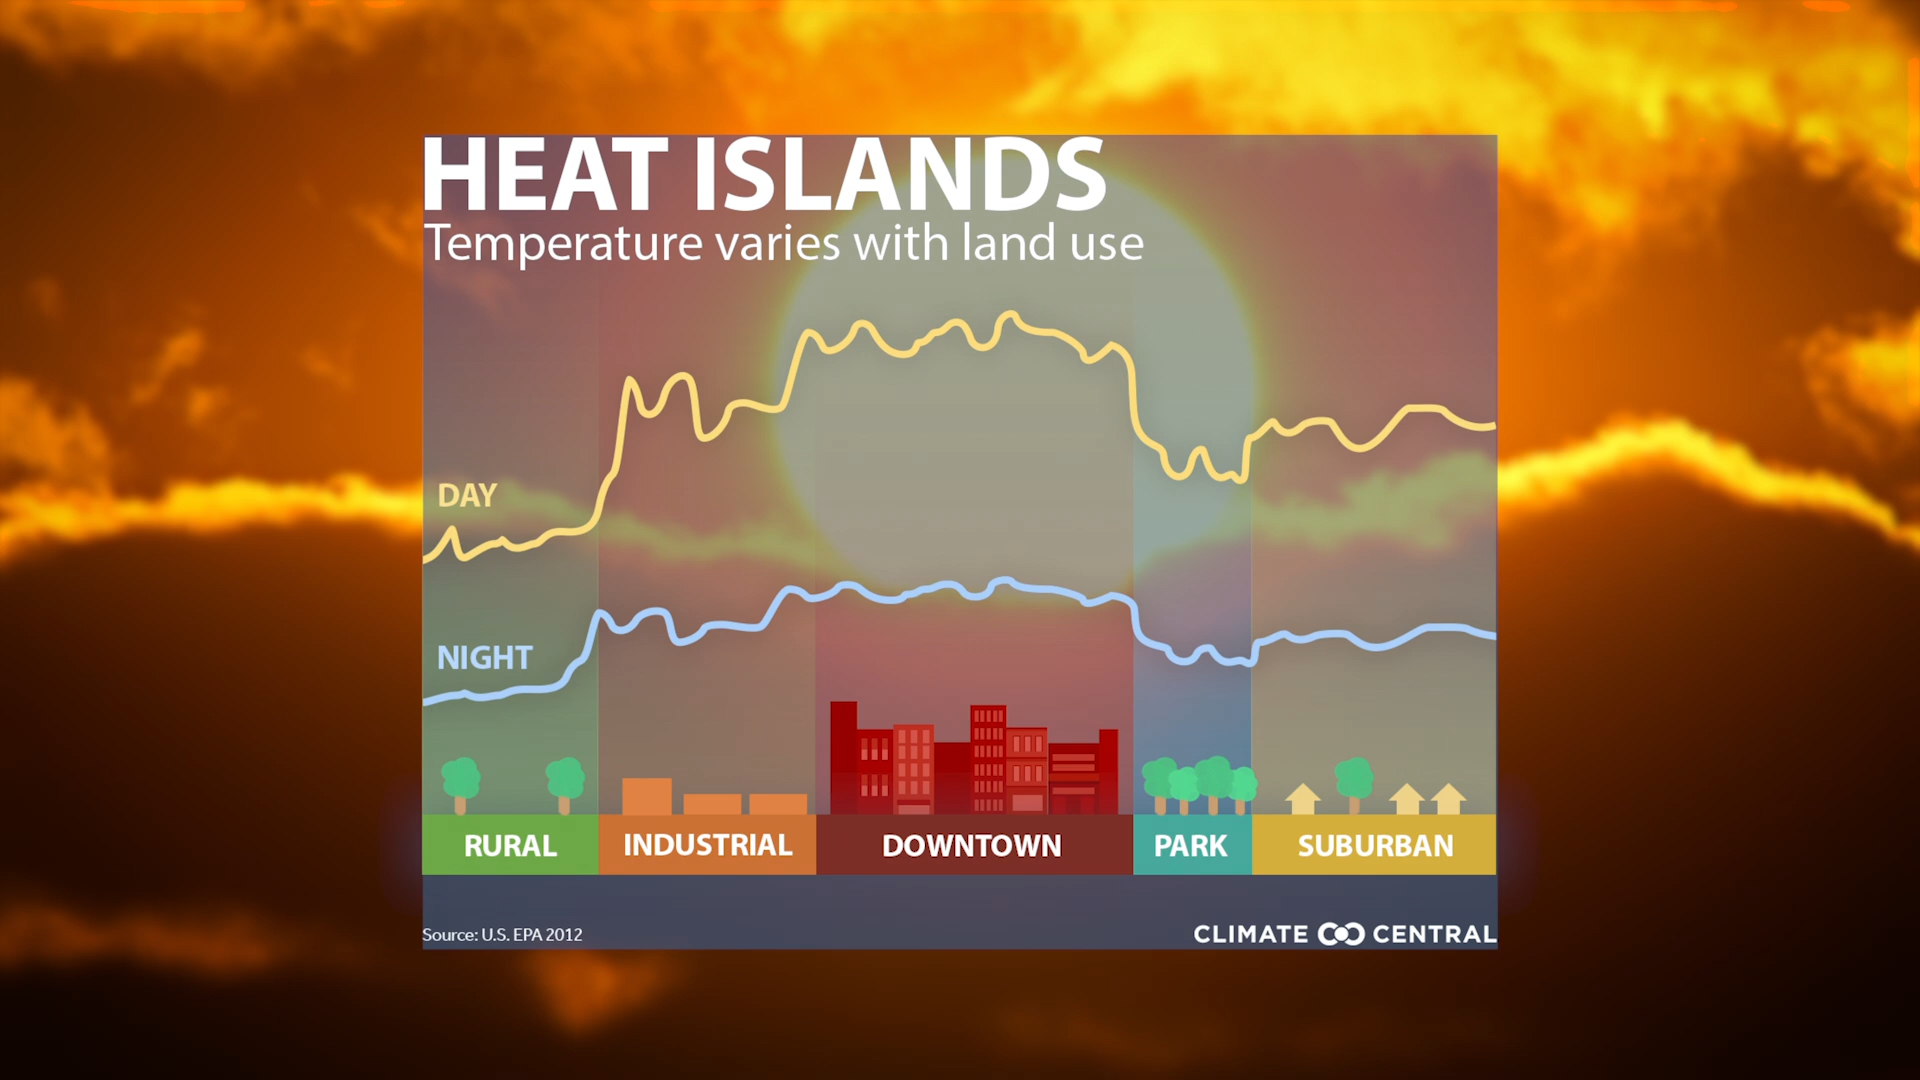 HEAT ISLANDS
Temperature varies with land use
DAY
NIGHT
RURAL
INDUSTRIAL
DOWNTOWN
PARK
SUBURBAN
Source: U.S. EPA 2012
CLIMATE CENTRAL